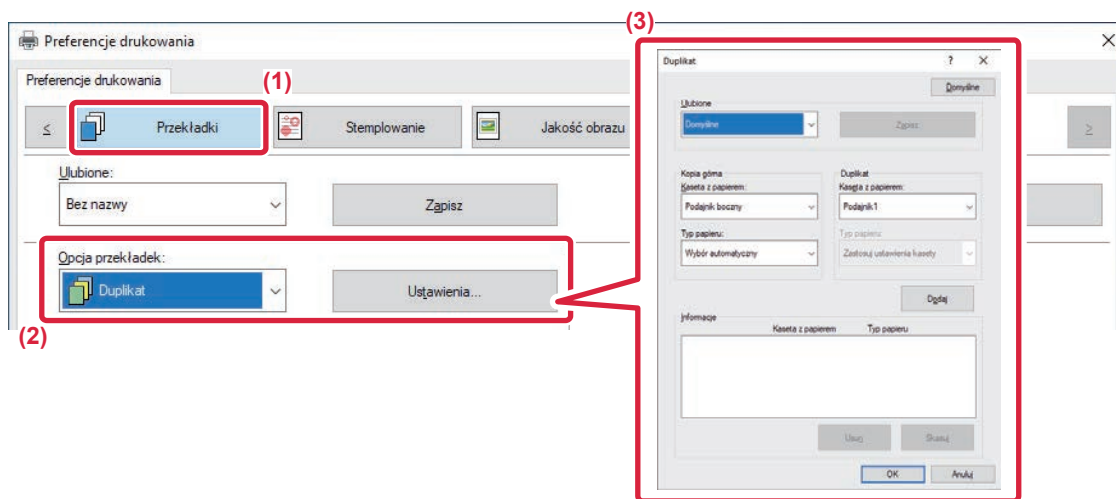 (3)
Preferencje drukowania
Preferencje drukowania
(1)
≤ Przekładki Stemplowanie Jakość obrazu ≥
Ulubione:
Bez nazwy Zapisz
Opcja przekładek:
Duplikat Ustawienia...
(2)
Duplikat ? X
Domyślne
Ulubione
Domyślne Zapisz
Kopia górna Duplikat
Kaseta z papierem: Kaseta z papierem:
Podajnik boczny Podajnik1
Typ papieru: Typ papieru:
Wybór automatyczny Zastosuj ustawienia kasety
Dodaj
Informacje
Kaseta z papierem Typ papieru
Usuń Skasuj
OK Anuluj